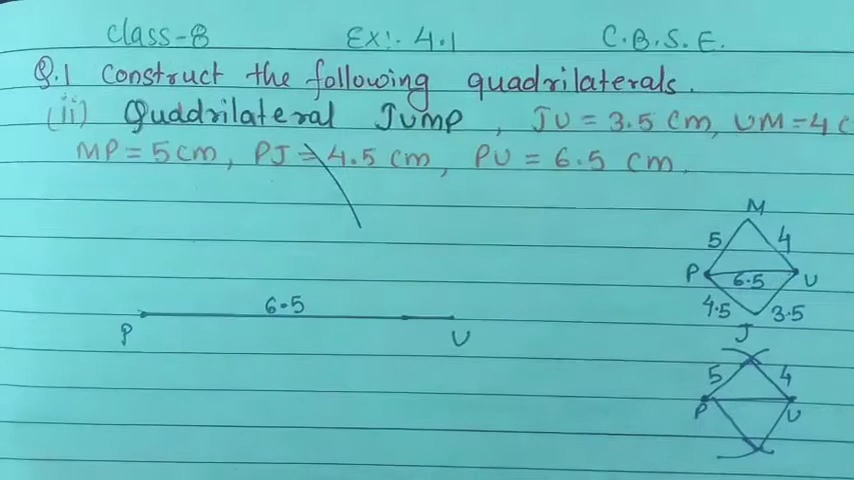 class-8 Ex:. 4.1 C.B.S.E.
Q.1 Construct the following quadrilaterals.
(ii) Quddrilateral JUMP, JU = 3.5 cm, UM = 4 c
MP = 5 cm, PJ = 4.5 cm, PU = 6.5 cm.
M
5 4
P 6.5 U
4.5 3.5
J
6.5
P U
5 4
P U